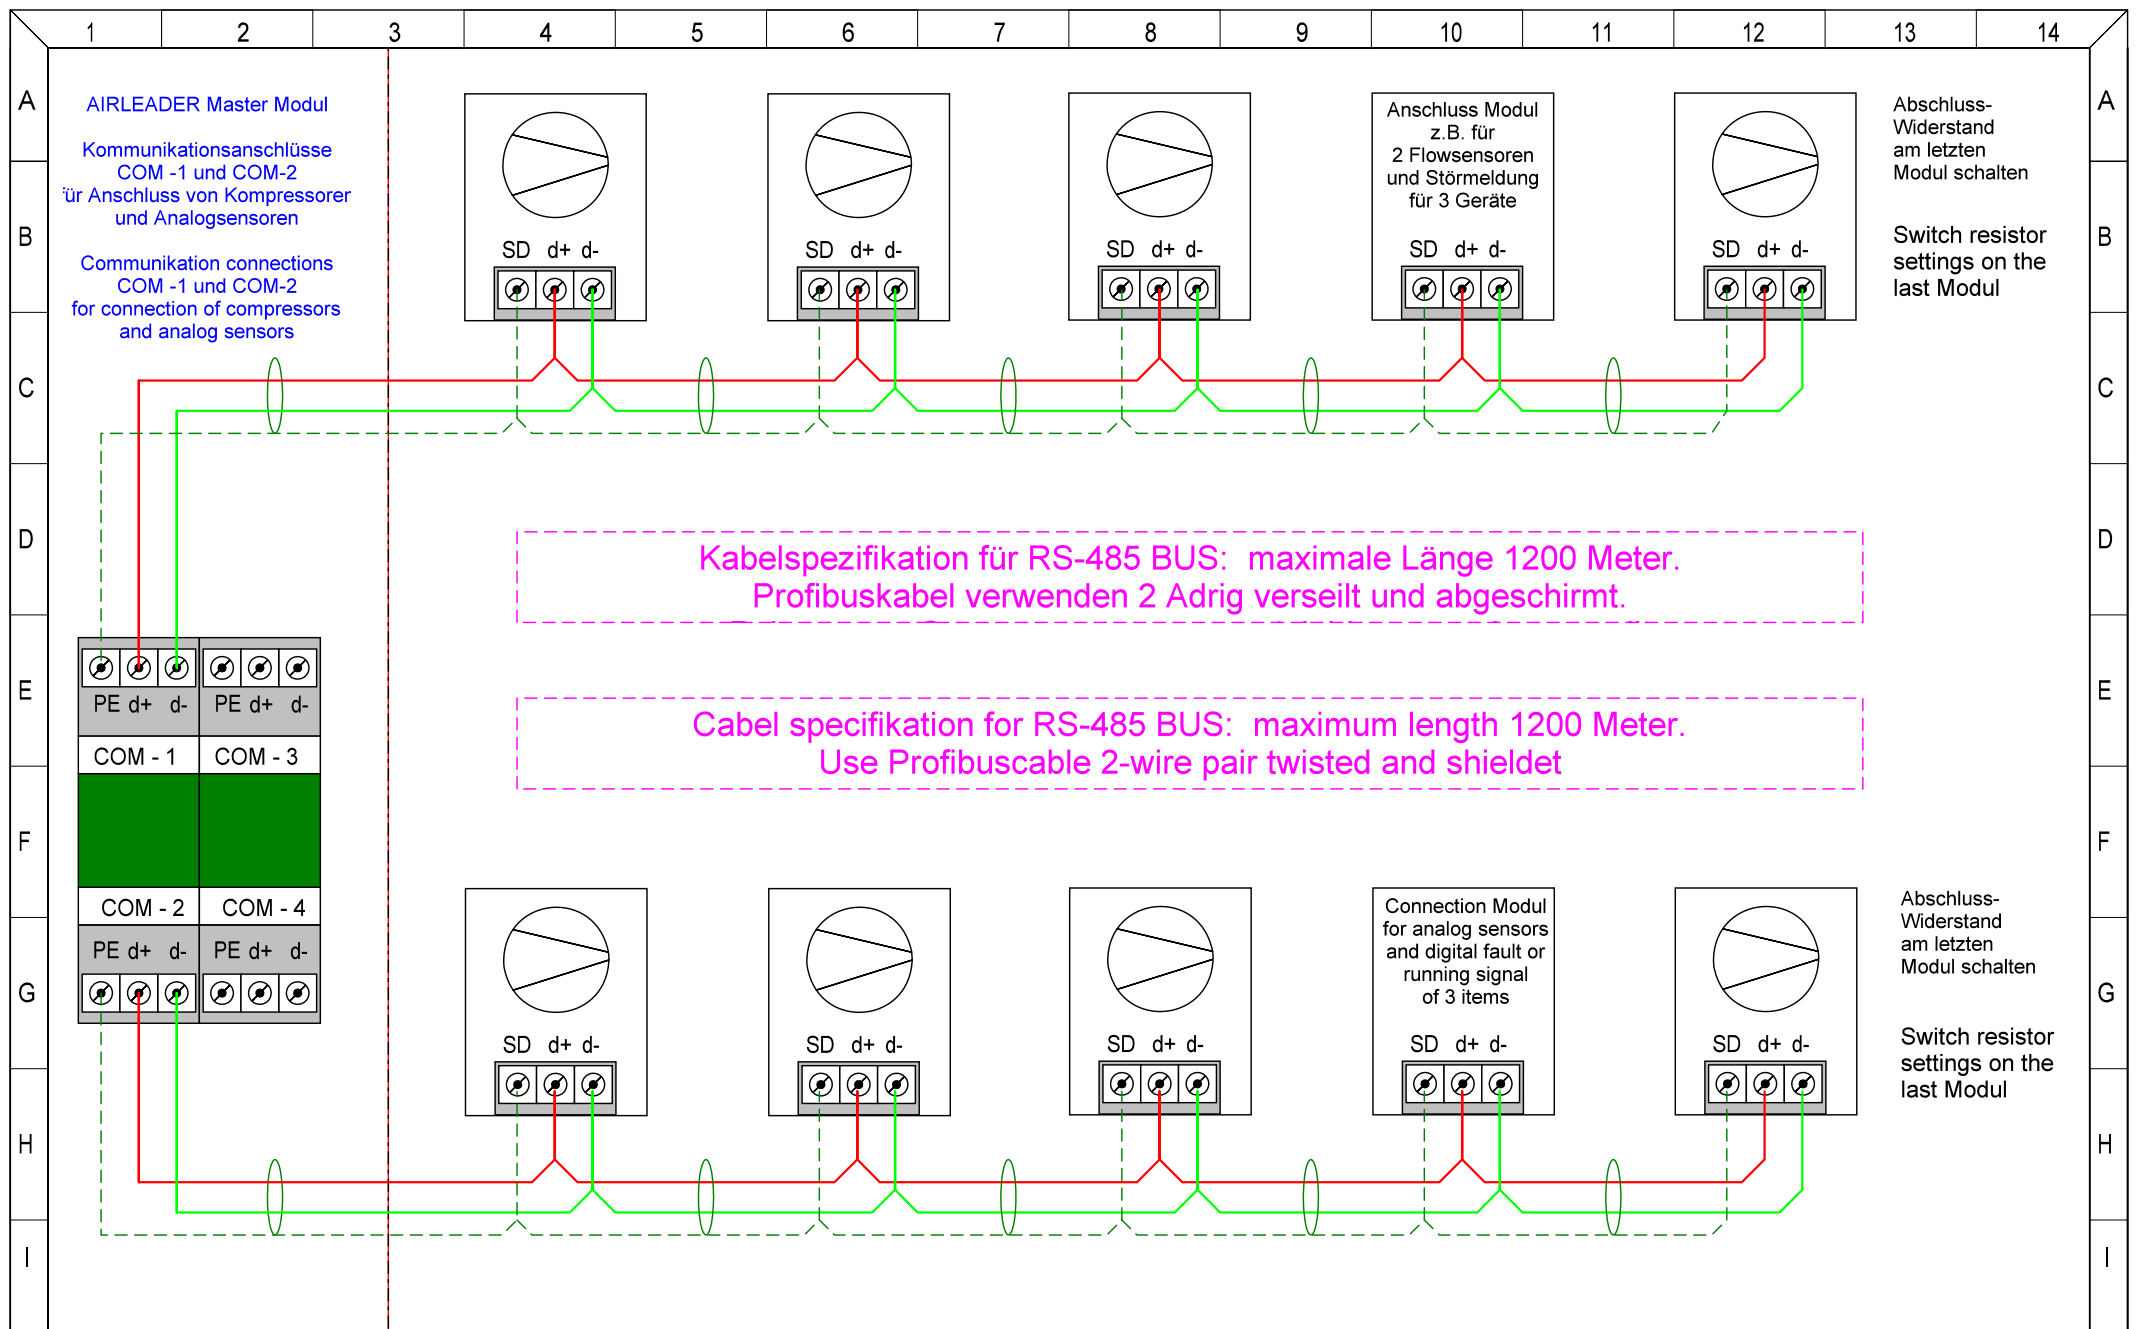 1 2 3 4 5 6 7 8 9 10 11 12 13 14
A A
B B
C C
D D
E E
F F
G G
H H
I I
AIRLEADER Master Modul
Kommunikationsanschlüsse
COM -1 und COM-2
ür Anschluss von Kompressorer
und Analogsensoren
Communikation connections
COM -1 und COM-2
for connection of compressors
and analog sensors
SD d+ d-
SD d+ d-
SD d+ d-
Anschluss Modul
z.B. für
2 Flowsensoren
und Störmeldung
für 3 Geräte
SD d+ d-
SD d+ d-
Abschluss-
Widerstand
am letzten
Modul schalten
Switch resistor
settings on the
last Modul
Kabelspezifikation für RS-485 BUS: maximale Länge 1200 Meter.
Profibuskabel verwenden 2 Adrig verseilt und abgeschirmt.
Cabel specifikation for RS-485 BUS: maximum length 1200 Meter.
Use Profibuscable 2-wire pair twisted and shieldet
PE d+ d- PE d+ d-
COM - 1 COM - 3
COM - 2 COM - 4
PE d+ d- PE d+ d-
SD d+ d-
SD d+ d-
SD d+ d-
Connection Modul
for analog sensors
and digital fault or
running signal
of 3 items
SD d+ d-
SD d+ d-
Abschluss-
Widerstand
am letzten
Modul schalten
Switch resistor
settings on the
last Modul